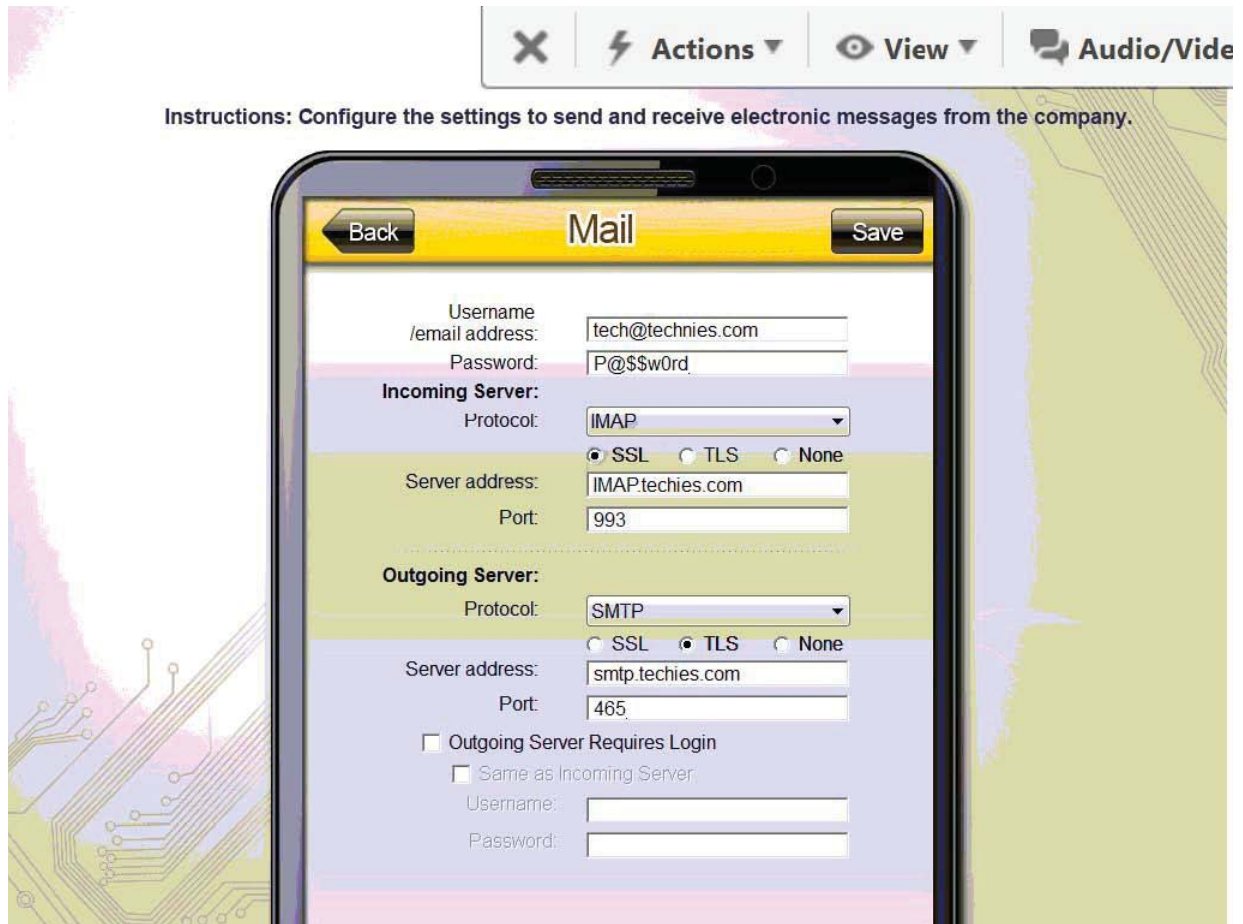 Actions View Audio/Vide
Instructions: Configure the settings to send and receive electronic messages from the company.
Back Mail Save
Username
/email address: tech@technies.com
Password: P@$$w0rd
Incoming Server:
Protocol: IMAP
SSL TLS None
Server address: IMAP.techies.com
Port: 993
Outgoing Server:
Protocol: SMTP
SSL TLS None
Server address: smtp.techies.com
Port: 465
Outgoing Server Requires Login
Same as Incoming Server
Username:
Password: